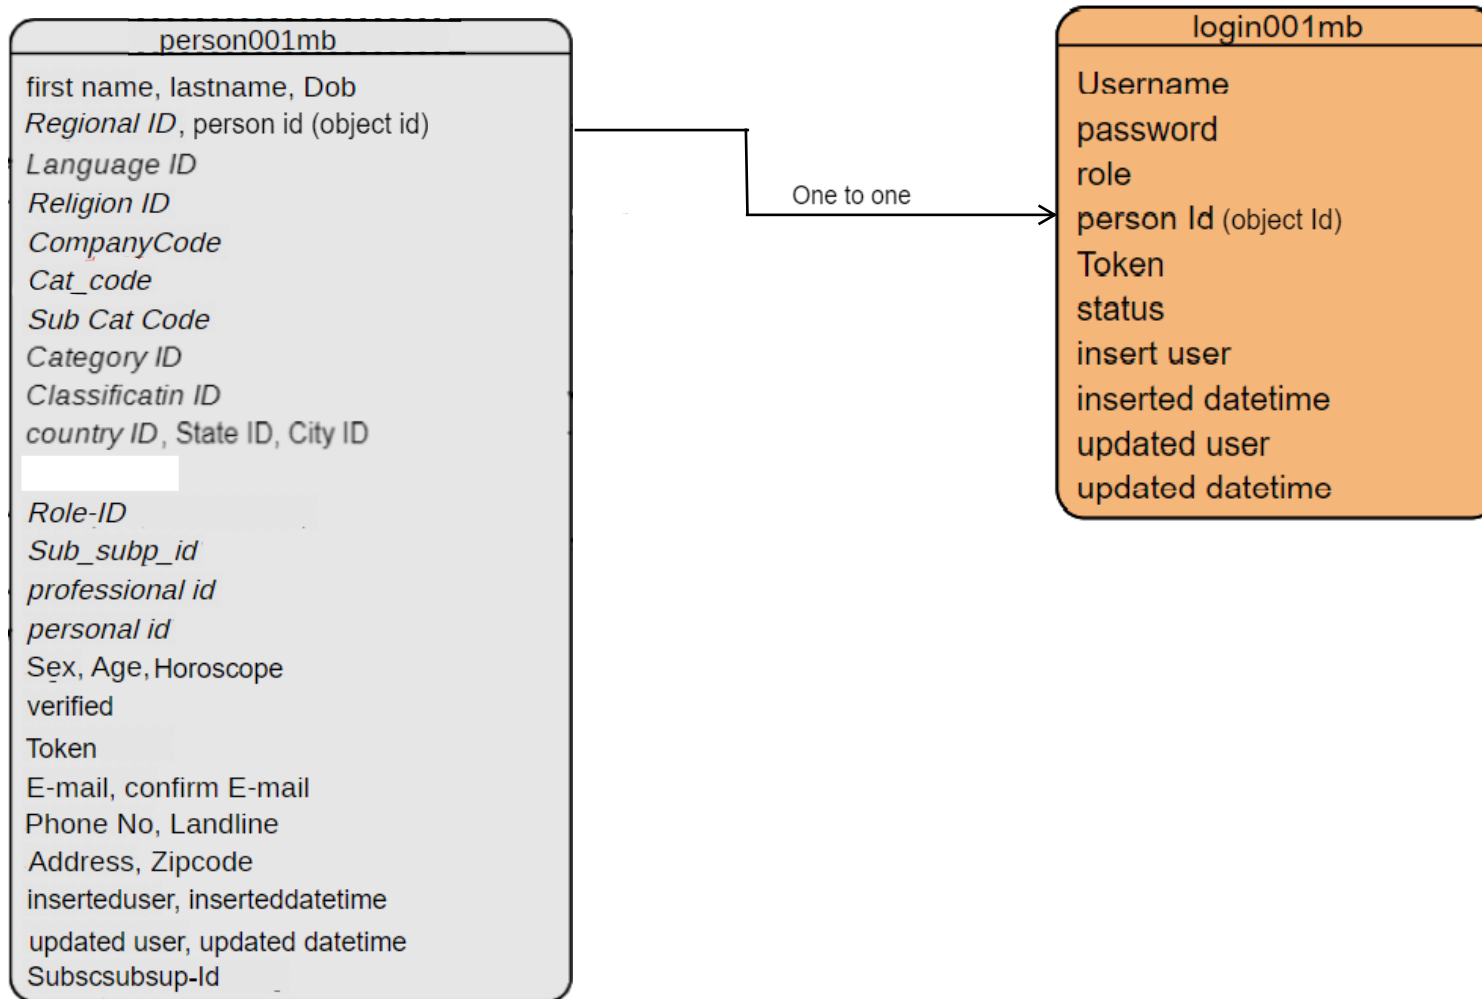 person001mb
first name, lastname, Dob
Regional ID, person id (object id)
Language ID
Religion ID
CompanyCode
Cat_code
Sub Cat Code
Category ID
Classificatin ID
country ID, State ID, City ID
Role-ID
Sub_subp_id
professional id
personal id
Sex, Age, Horoscope
verified
Token
E-mail, confirm E-mail
Phone No, Landline
Address, Zipcode
inserteduser, inserteddatetime
updated user, updated datetime
Subscsubsup-Id
One to one
login001mb
Username
password
role
person Id (object Id)
Token
status
insert user
inserted datetime
updated user
updated datetime